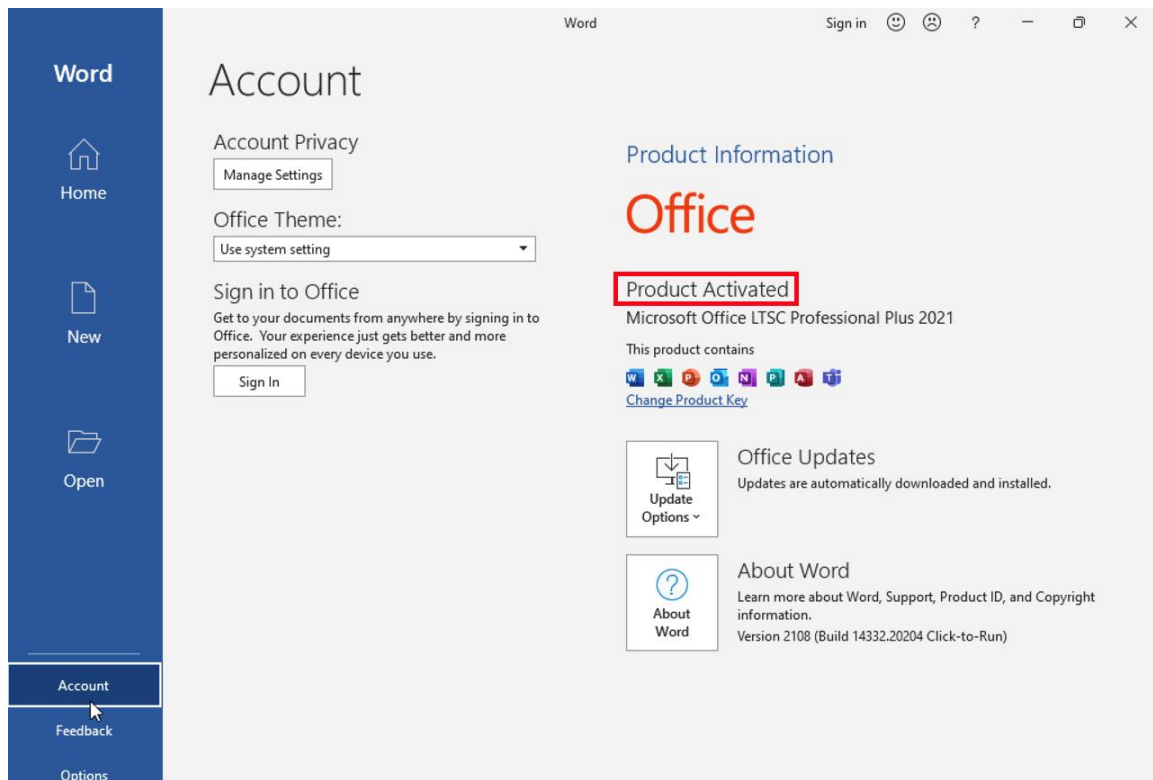 Word
Sign in
?
Word
Home
New
Open
Account
Feedback
Options
Account
Account Privacy
Manage Settings
Office Theme:
Use system setting
Sign in to Office
Get to your documents from anywhere by signing in to
Office. Your experience just gets better and more
personalized on every device you use.
Sign In
Product Information
Office
Product Activated
Microsoft Office LTSC Professional Plus 2021
This product contains
W X P O N P A T
Change Product Key
Update
Options
Office Updates
Updates are automatically downloaded and installed.
?
About
Word
About Word
Learn more about Word, Support, Product ID, and Copyright
information.
Version 2108 (Build 14332.20204 Click-to-Run)